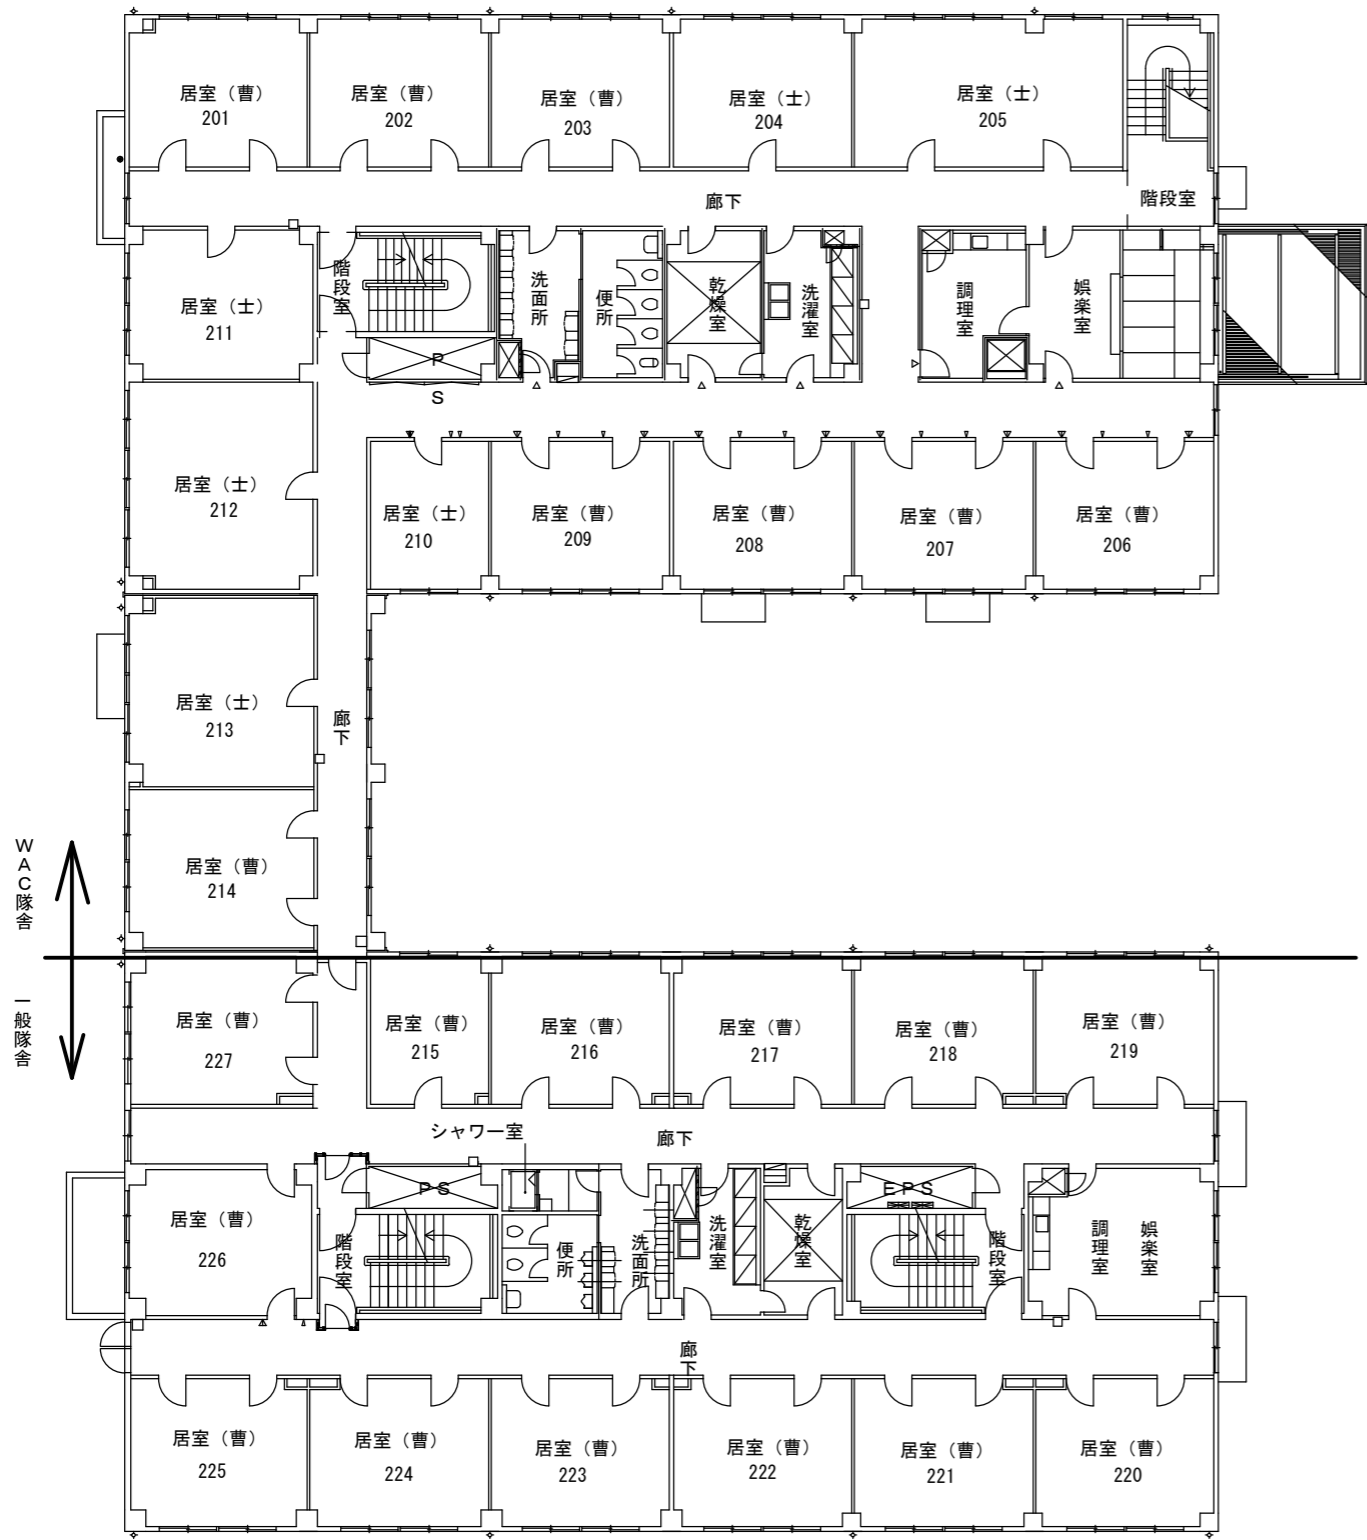 居室（曹）
201
居室（曹）
202
居室（曹）
203
居室（士）
204
居室（士）
205
廊下
階段室
居室（士）
211
階段室
洗面所
便所
乾燥室
洗濯室
調理室
娯楽室
P
S
居室（士）
212
居室（士）
210
居室（曹）
209
居室（曹）
208
居室（曹）
207
居室（曹）
206
居室（士）
213
廊下
居室（曹）
214
WAC隊舎
一般隊舎
居室（曹）
227
居室（曹）
215
居室（曹）
216
居室（曹）
217
居室（曹）
218
居室（曹）
219
シャワー室
廊下
居室（曹）
226
PS
階段室
便所
洗面所
洗濯室
乾燥室
EPS
階段室
調理室
娯楽室
廊下
居室（曹）
225
居室（曹）
224
居室（曹）
223
居室（曹）
222
居室（曹）
221
居室（曹）
220